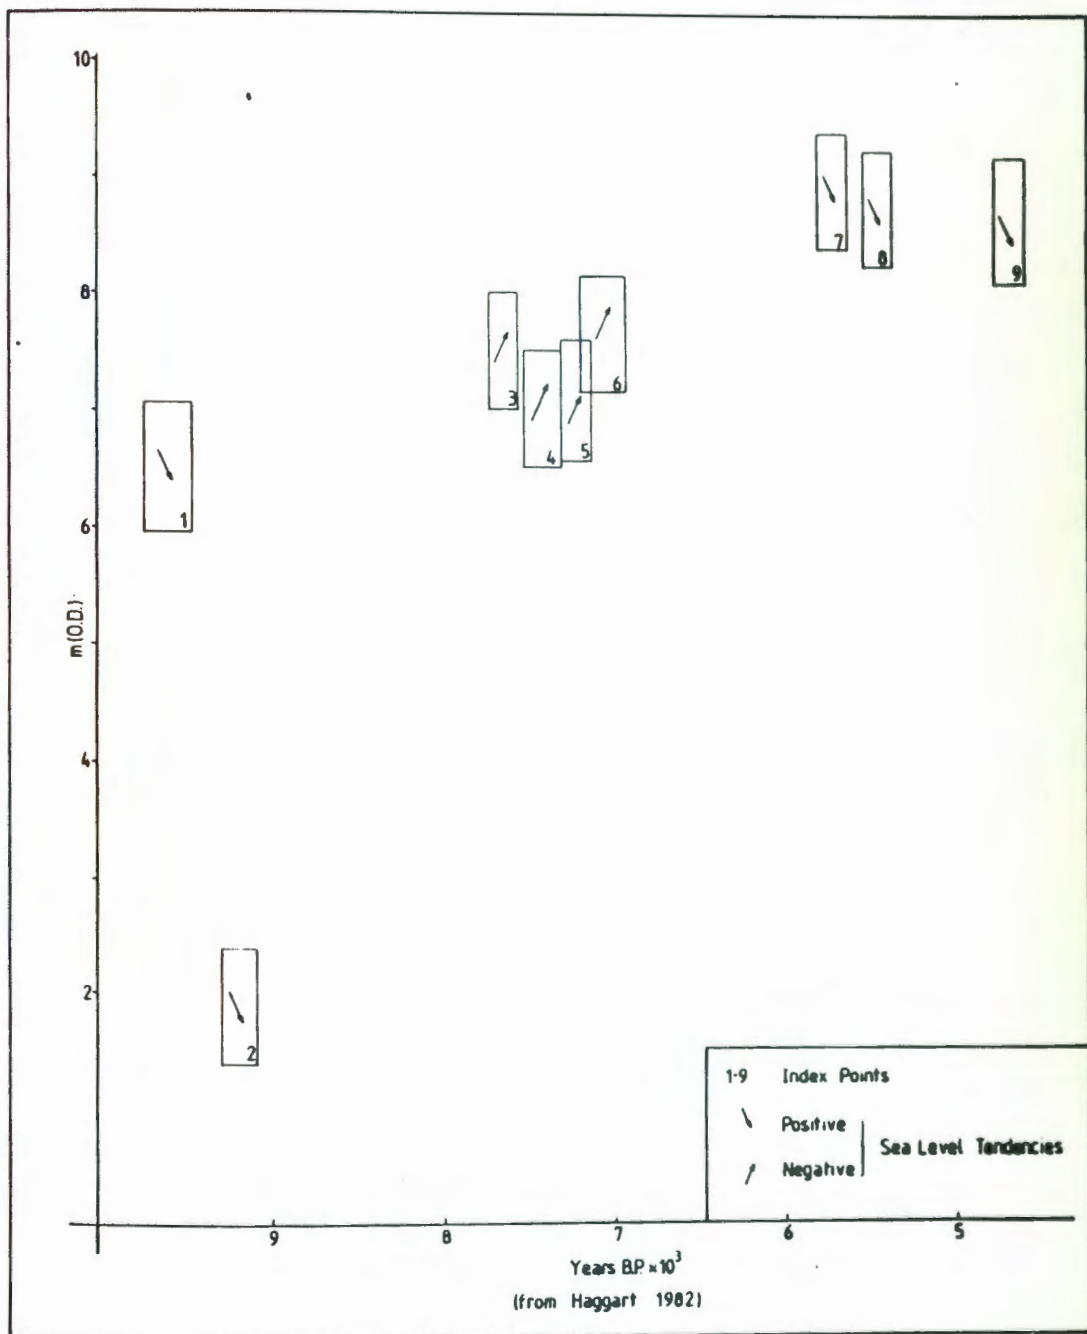 10
8
6
4
2
m(O.D.)
1
2
3
4
5
6
7
8
9
1-9 Index Points
Positive
Negative
Sea Level Tendencies
9 8 7 6 5
Years B.P. ×10³
(from Haggart 1982)